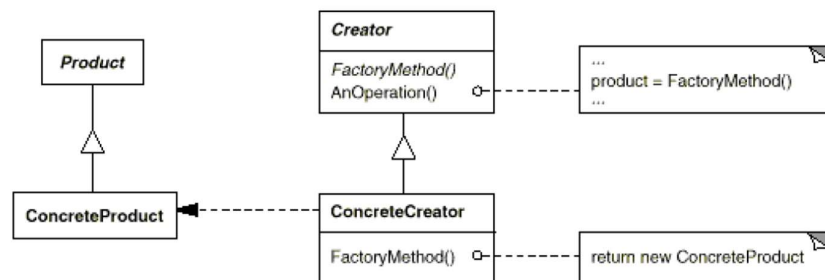 Creator
Product
FactoryMethod()
AnOperation()
...
product = FactoryMethod()
...
ConcreteProduct
ConcreteCreator
FactoryMethod()
return new ConcreteProduct